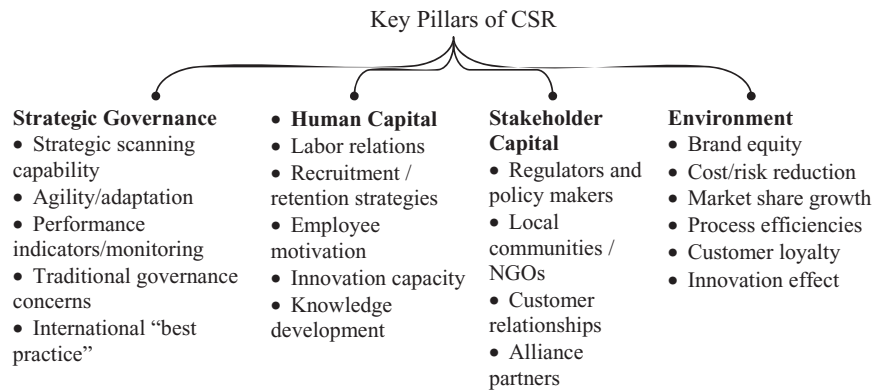 Key Pillars of CSR
Strategic Governance
• Strategic scanning
capability
• Agility/adaptation
• Performance
indicators/monitoring
• Traditional governance
concerns
• International “best
practice”
• Human Capital
• Labor relations
• Recruitment /
retention strategies
• Employee
motivation
• Innovation capacity
• Knowledge
development
Stakeholder
Capital
• Regulators and
policy makers
• Local
communities /
NGOs
• Customer
relationships
• Alliance
partners
Environment
• Brand equity
• Cost/risk reduction
• Market share growth
• Process efficiencies
• Customer loyalty
• Innovation effect